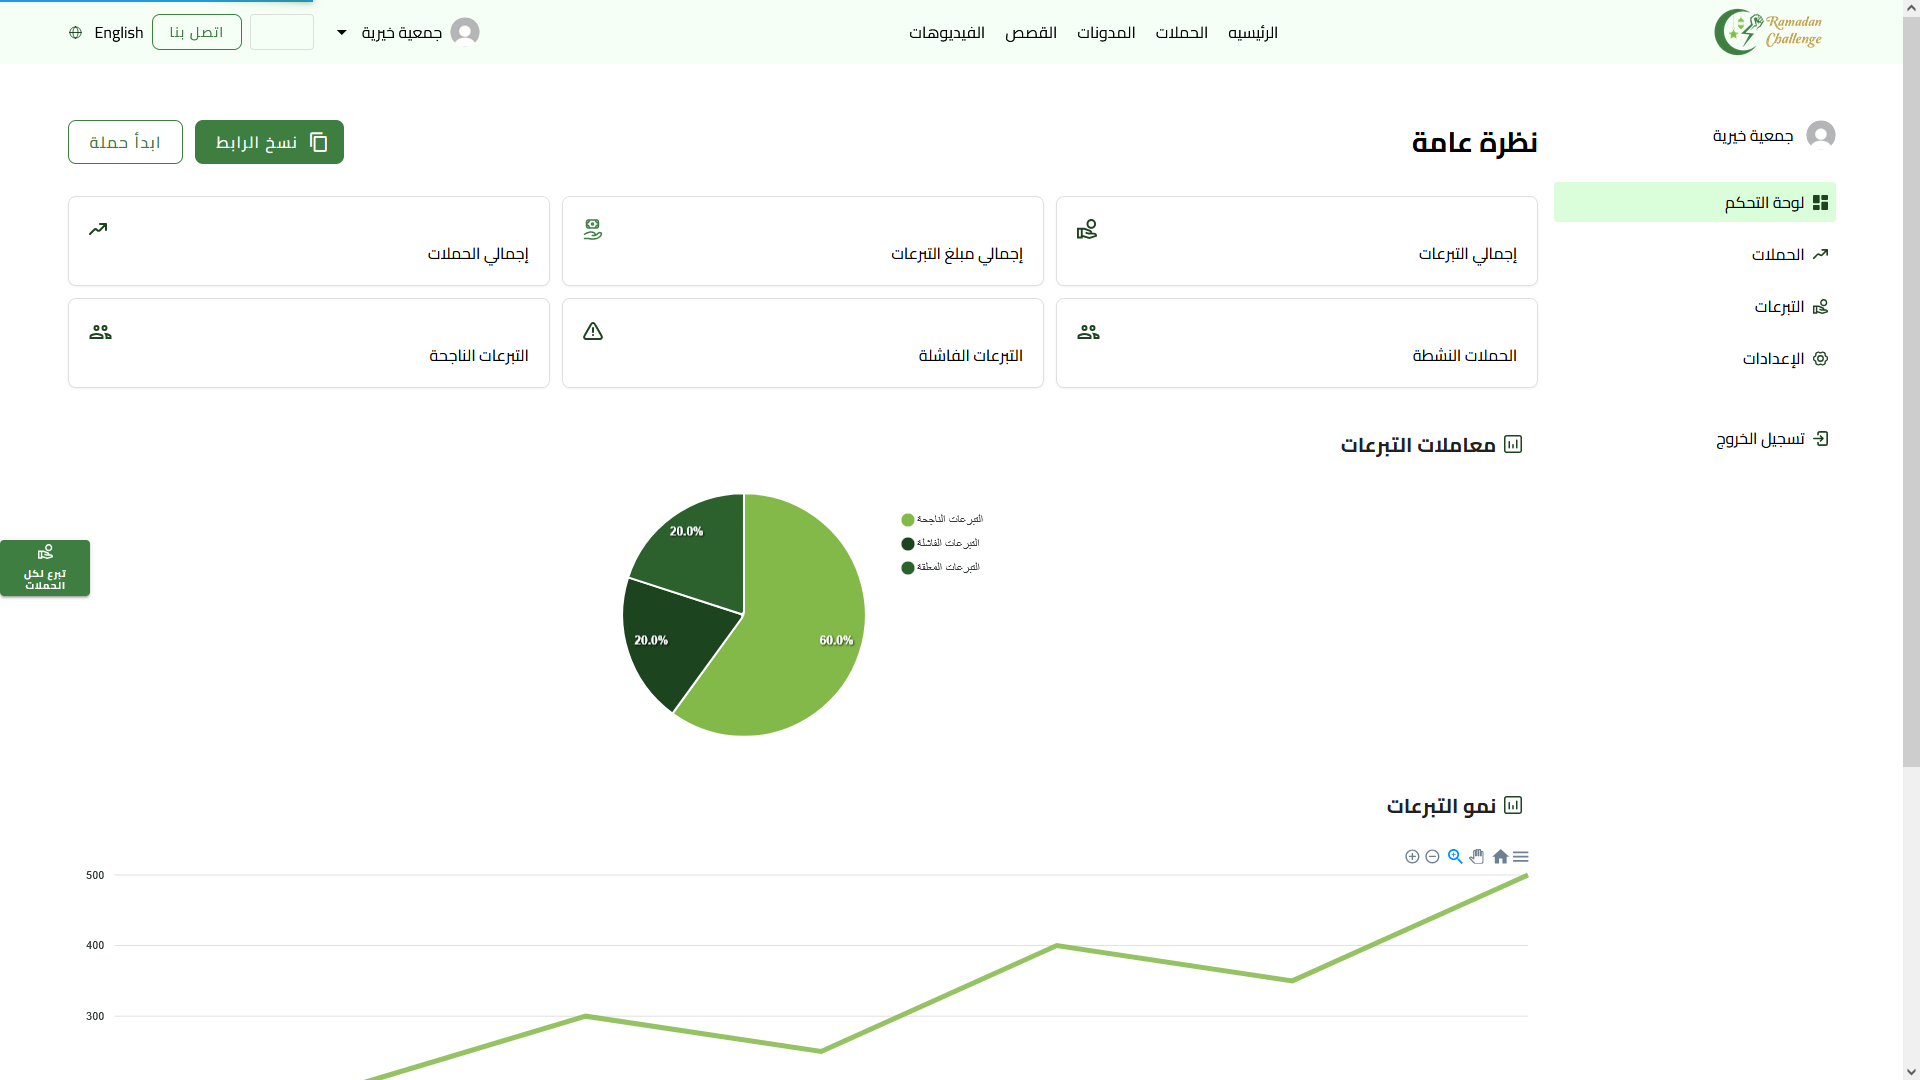 Ramadan
Challenge
الرئيسيه
الحملات
المدونات
القصص
الفيديوهات
جمعية خيرية
اتصل بنا
English
جمعية خيرية
لوحة التحكم
الحملات
التبرعات
الإعدادات
تسجيل الخروج
نظرة عامة
نسخ الرابط
ابدأ حملة
إجمالي التبرعات
إجمالي مبلغ التبرعات
إجمالي الحملات
الحملات النشطة
التبرعات الفاشلة
التبرعات الناجحة
معاملات التبرعات
التبرعات الناجحة
التبرعات الفاشلة
التبرعات المعلقة
20.0%
20.0%
60.0%
تبرع لكل
الحملات
نمو التبرعات
500
400
300